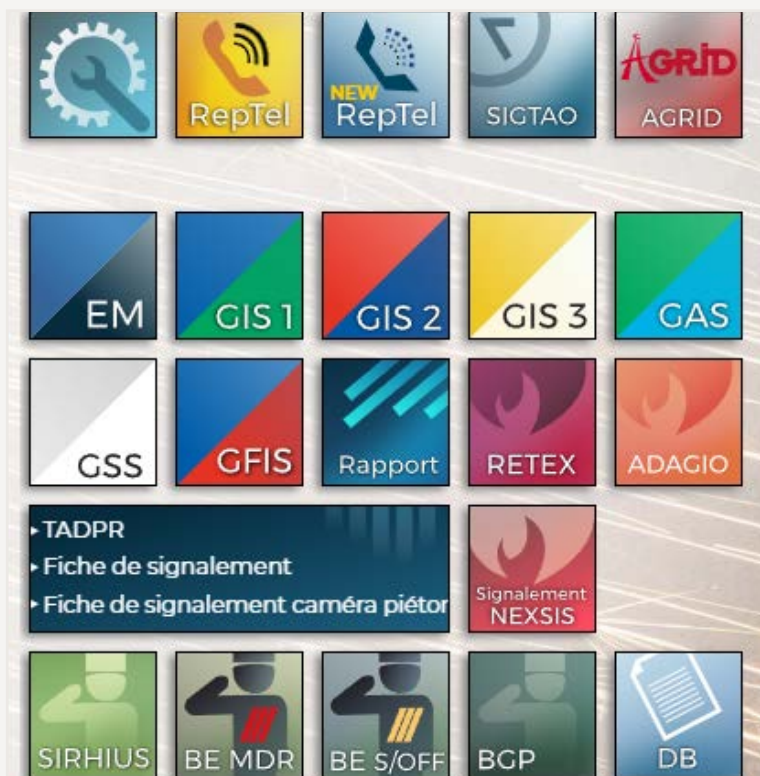 RepTel
NEW
RepTel
SIGTAO
AGRID
AGRID
EM
GIS 1
GIS 2
GIS 3
GAS
GSS
GFIS
Rapport
RETEX
ADAGIO
TADPR
Fiche de signalement
Fiche de signalement caméra piéton
Signalement
NEXSIS
SIRHIUS
BE MDR
BE S/OFF
BGP
DB